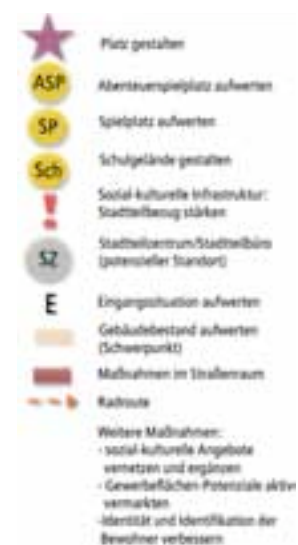 Platz gestalten
ASP Abenteuerspielplatz aufwerten
SP Spielplatz aufwerten
Sch Schulgelände gestalten
Sozial-kulturelle Infrastruktur:
Stadtteilbezug stärken
SZ Stadtteilzentrum/Stadtteilbüro
(potenzieller Standort)
E Eingangssituation aufwerten
Gebäudebestand aufwerten
(Schwerpunkt)
Maßnahmen im Straßenraum
Radroute
Weitere Maßnahmen:
- sozial-kulturelle Angebote
vernetzen und ergänzen
- Gewerbeflächen-Potenziale aktiv
vermarkten
-Identität und Identifikation der
Bewohner verbessern